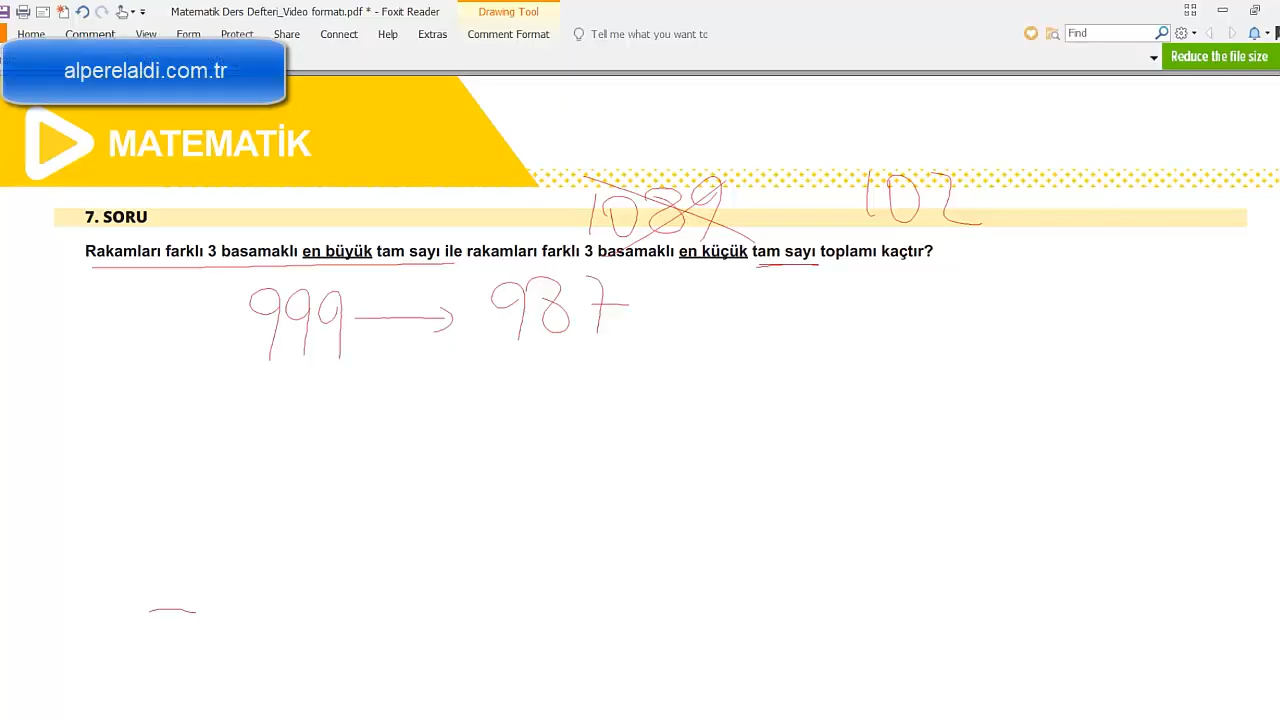 Matematik Ders Defteri_Video formatı.pdf * - Foxit Reader
Drawing Tool
Home Comment View Form Protect Share Connect Help Extras Comment Format Tell me what you want to Find
Reduce the file size
alperelaldi.com.tr
MATEMATİK
1089 102
7. SORU
Rakamları farklı 3 basamaklı en büyük tam sayı ile rakamları farklı 3 basamaklı en küçük tam sayı toplamı kaçtır?
999 → 987